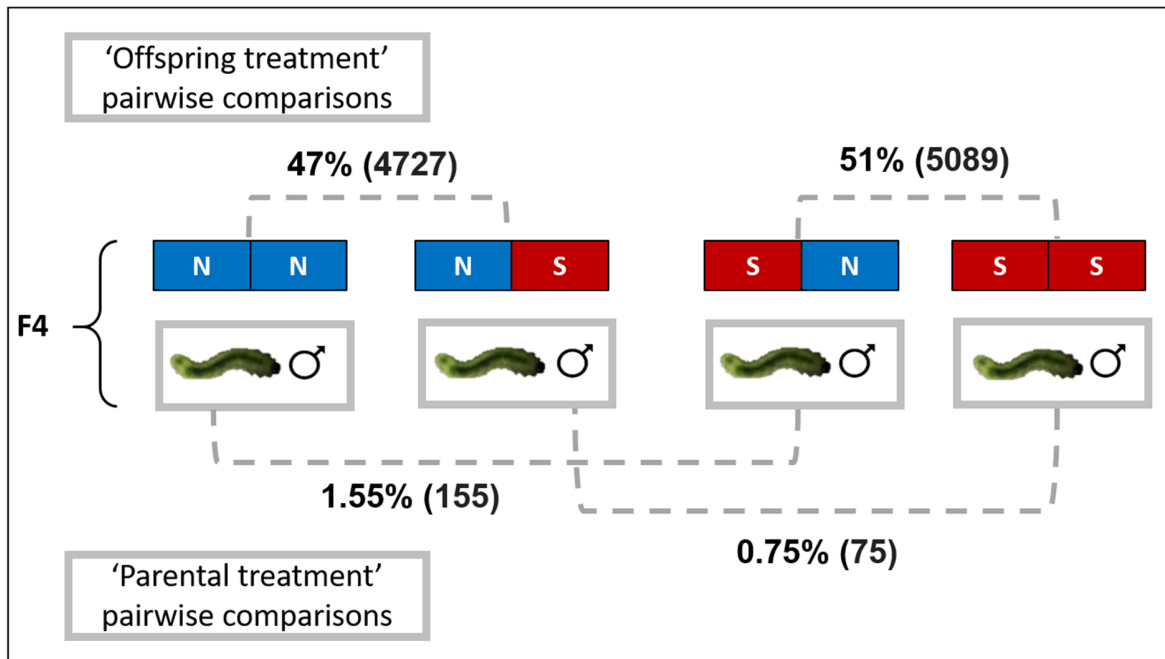 ‘Offspring treatment’
pairwise comparisons
47% (4727)
51% (5089)
N N N S S N S S
F4
♂ ♂ ♂ ♂
1.55% (155)
0.75% (75)
‘Parental treatment’
pairwise comparisons